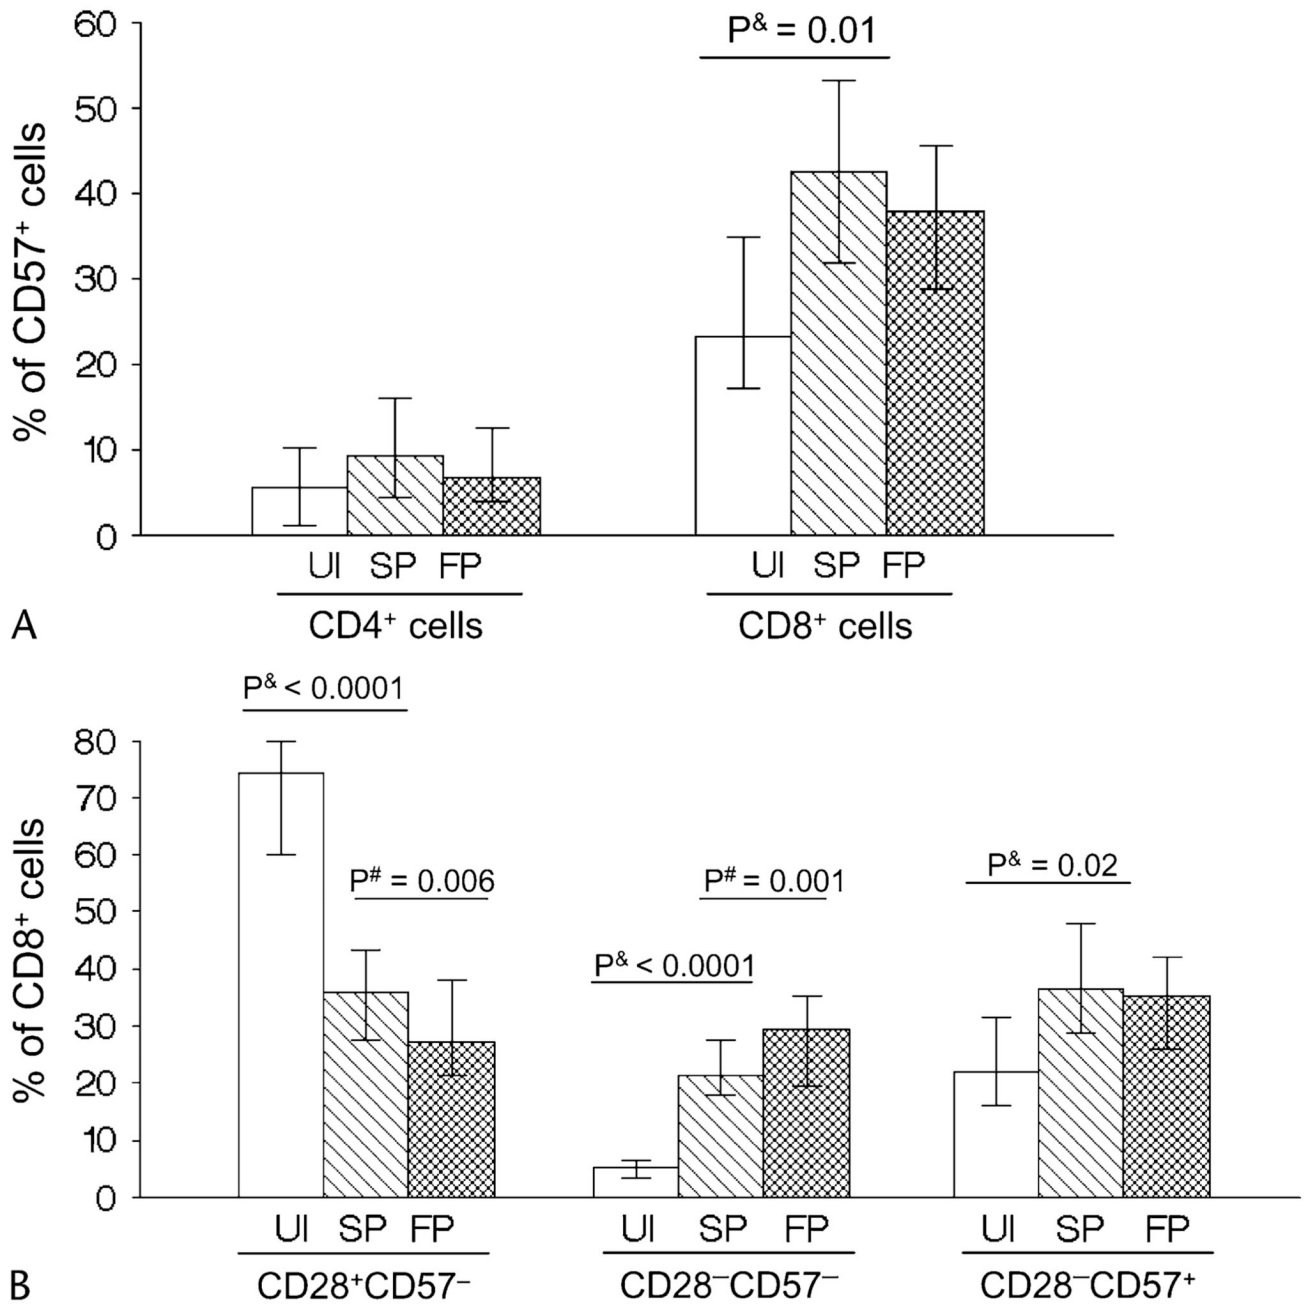 % of CD57⁺ cells
60
50
40
30
20
10
0
P& = 0.01
UI SP FP
UI SP FP
CD4⁺ cells
CD8⁺ cells
A
% of CD8⁺ cells
80
70
60
50
40
30
20
10
0
P& < 0.0001
P# = 0.006
P& < 0.0001
P# = 0.001
P& = 0.02
UI SP FP
UI SP FP
UI SP FP
CD28⁺CD57⁻
CD28⁻CD57⁻
CD28⁻CD57⁺
B